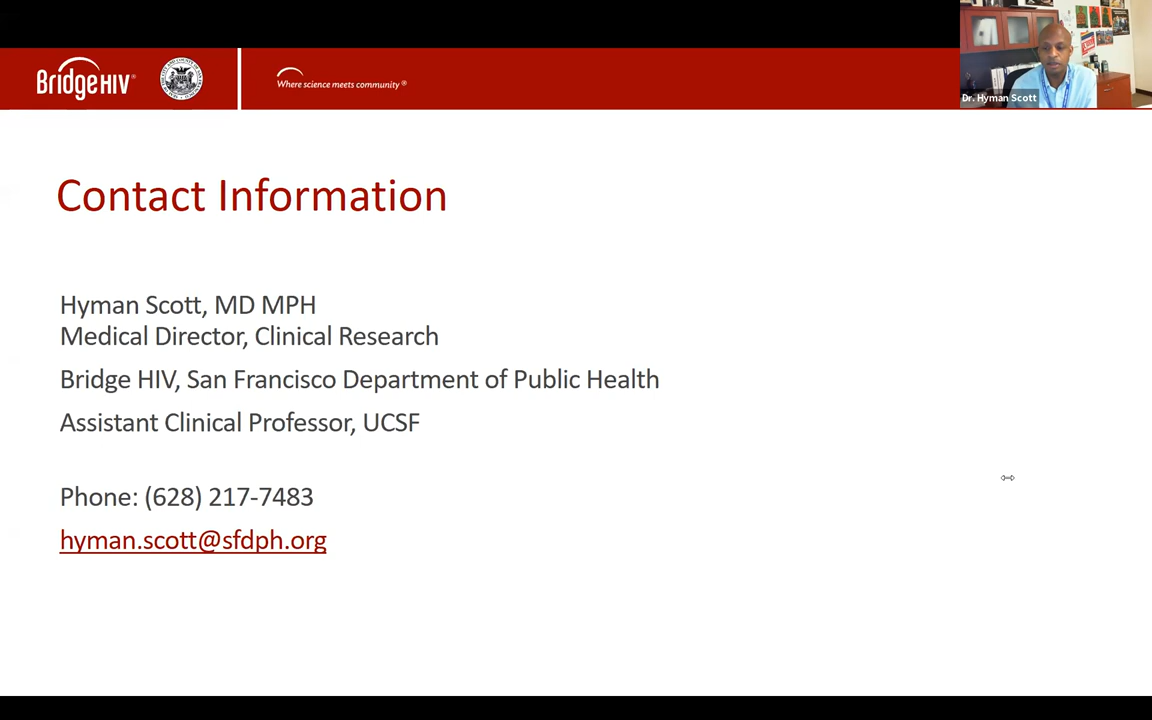 BridgeHIV®
Where science meets community®
Dr. Hyman Scott
Contact Information
Hyman Scott, MD MPH
Medical Director, Clinical Research
Bridge HIV, San Francisco Department of Public Health
Assistant Clinical Professor, UCSF
Phone: (628) 217-7483
hyman.scott@sfdph.org